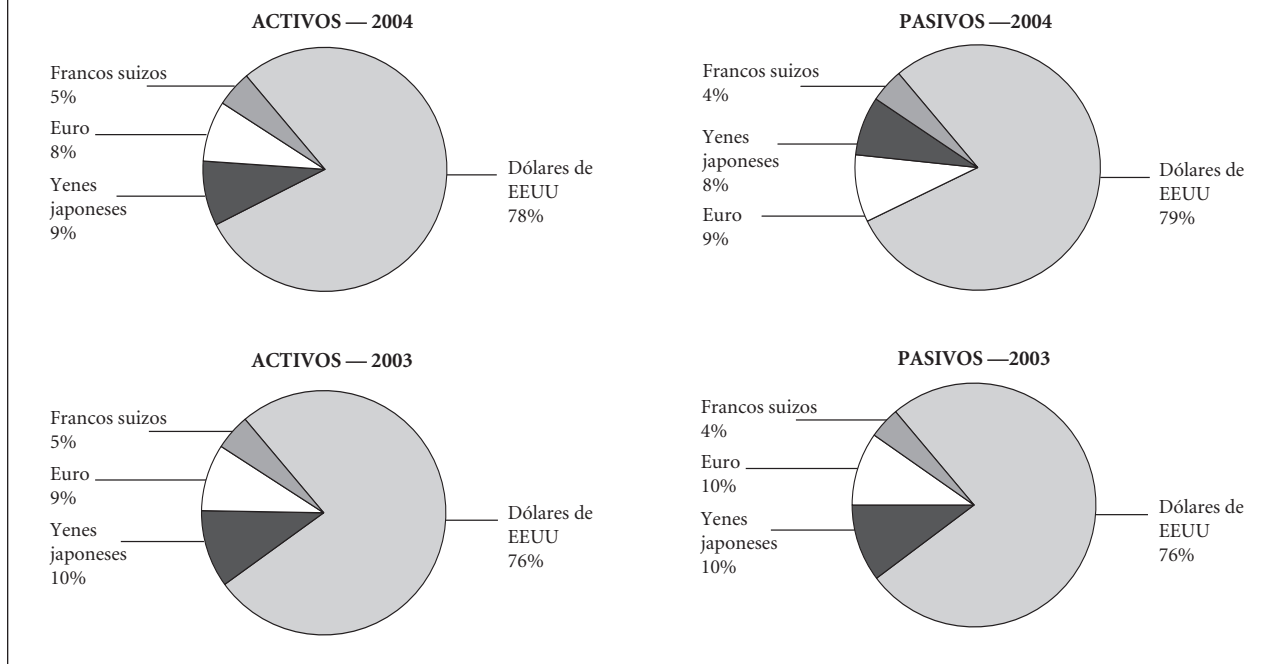 ACTIVOS — 2004
Francos suizos
5%
Euro
8%
Yenes
japoneses
9%
Dólares de
EEUU
78%
PASIVOS —2004
Francos suizos
4%
Yenes
japoneses
8%
Euro
9%
Dólares de
EEUU
79%
ACTIVOS — 2003
Francos suizos
5%
Euro
9%
Yenes
japoneses
10%
Dólares de
EEUU
76%
PASIVOS —2003
Francos suizos
4%
Euro
10%
Yenes
japoneses
10%
Dólares de
EEUU
76%